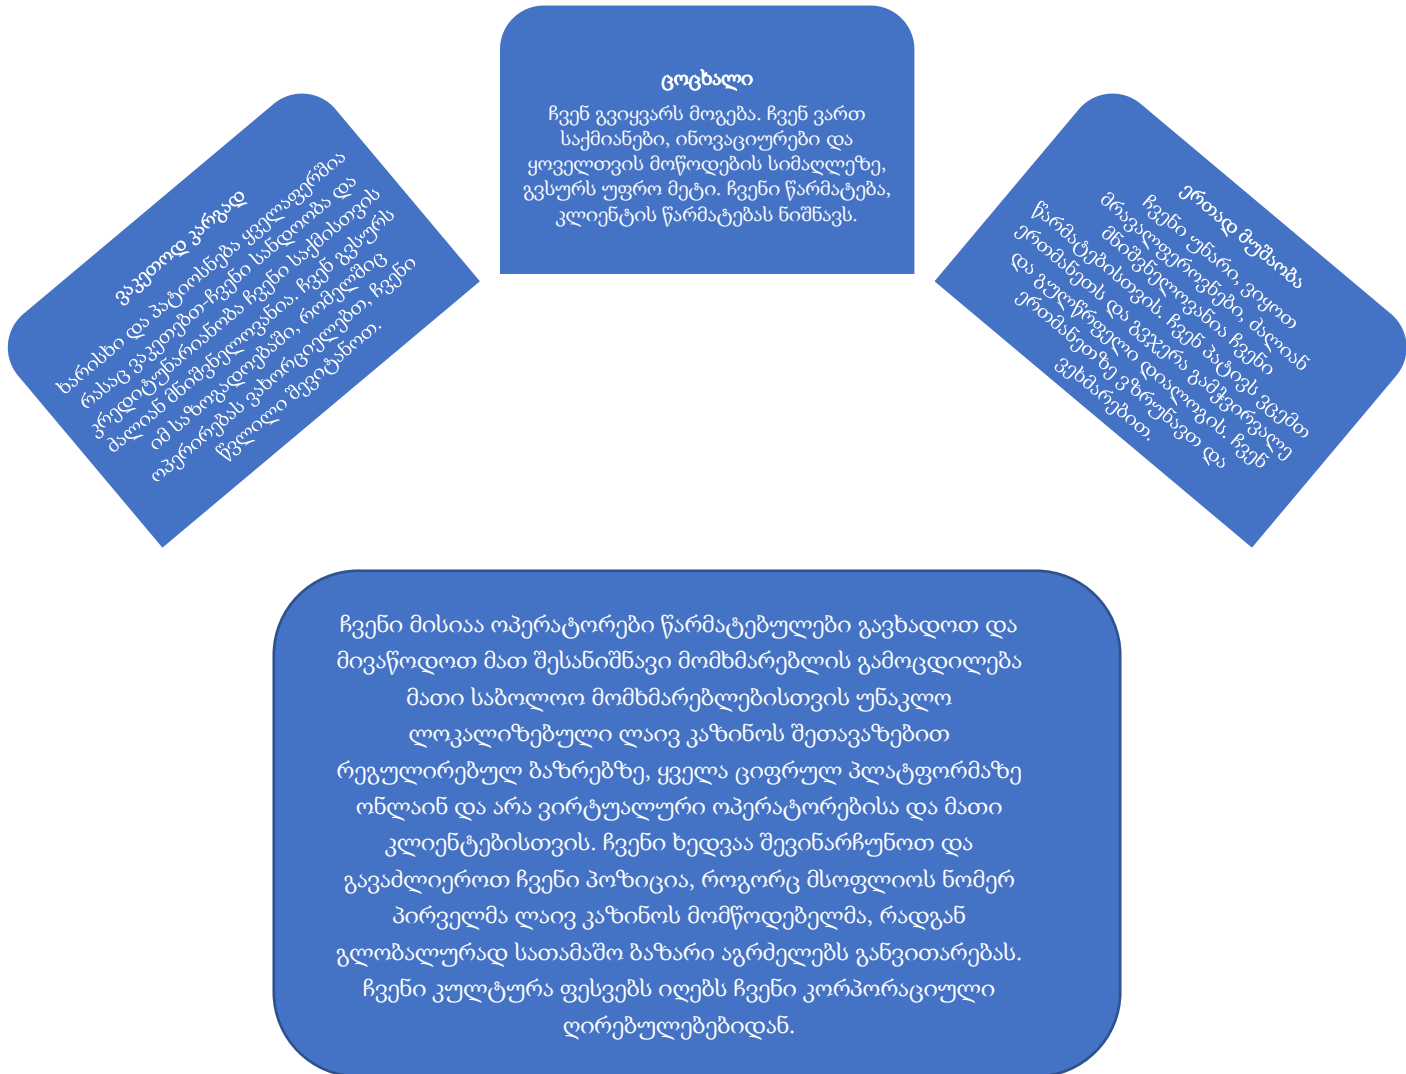 ვაკეთოდ კარგად
ხარისხი და პატიოსნება ყველაფერშია
რასაც ვაკეთებთ-ჩვენი სანდოობა და
კრედიტუნარიანობა ჩვენი საქმისთვის
ძალიან მნიშვნელოვანია. ჩვენ გვსურს
იმ საზოგადოებაში, რომელშიც
ოპერირებას ვახორციელებთ, ჩვენი
წვლილი შევიტანოთ.
ცოცხალი
ჩვენ გვიყვარს მოგება. ჩვენ ვართ
საქმიანები, ინოვაციურები და
ყოველთვის მოწოდების სიმაღლეზე,
გვსურს უფრო მეტი. ჩვენი წარმატება,
კლიენტის წარმატებას ნიშნავს.
ერთად მუშაობა
ჩვენი უნარი, ვიყოთ
მრავალფეროვნები, ძალიან
მნიშვნელოვანია ჩვენი
წარმატებისთვის. ჩვენ პატივს ვცემთ
ერთმანეთს და გვჯერა გამჭვირვალე
და გულწრფელი დიალოგის. ჩვენ
ერთმანეთზე ვზრუნავთ და
ვეხმარებით.
ჩვენი მისიაა ოპერატორები წარმატებულები გავხადოთ და
მივაწოდოთ მათ შესანიშნავი მომხმარებლის გამოცდილება
მათი საბოლოო მომხმარებლებისთვის უნაკლო
ლოკალიზებული ლაივ კაზინოს შეთავაზებით
რეგულირებულ ბაზრებზე, ყველა ციფრულ პლატფორმაზე
ონლაინ და არა ვირტუალური ოპერატორებისა და მათი
კლიენტებისთვის. ჩვენი ხედვაა შევინარჩუნოთ და
გავაძლიეროთ ჩვენი პოზიცია, როგორც მსოფლიოს ნომერ
პირველმა ლაივ კაზინოს მომწოდებელმა, რადგან
გლობალურად სათამაშო ბაზარი აგრძელებს განვითარებას.
ჩვენი კულტურა ფესვებს იღებს ჩვენი კორპორაციული
ღირებულებებიდან.